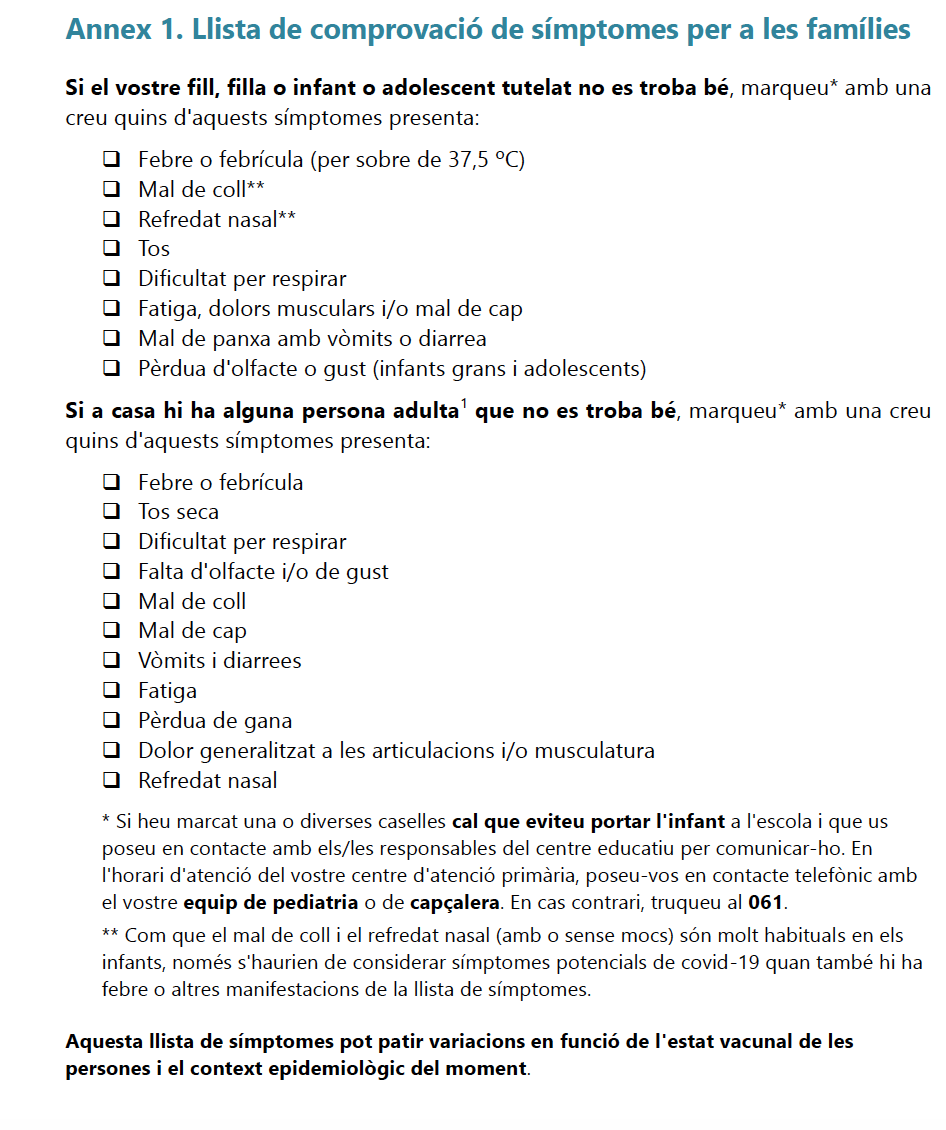 Annex 1. Llista de comprovació de símptomes per a les famílies
Si el vostre fill, filla o infant o adolescent tutelat no es troba bé, marqueu* amb una
creu quins d'aquests símptomes presenta:
❑ Febre o febrícula (per sobre de 37,5 ºC)
❑ Mal de coll**
❑ Refredat nasal**
❑ Tos
❑ Dificultat per respirar
❑ Fatiga, dolors musculars i/o mal de cap
❑ Mal de panxa amb vòmits o diarrea
❑ Pèrdua d'olfacte o gust (infants grans i adolescents)
Si a casa hi ha alguna persona adulta¹ que no es troba bé, marqueu* amb una creu
quins d'aquests símptomes presenta:
❑ Febre o febrícula
❑ Tos seca
❑ Dificultat per respirar
❑ Falta d'olfacte i/o de gust
❑ Mal de coll
❑ Mal de cap
❑ Vòmits i diarrees
❑ Fatiga
❑ Pèrdua de gana
❑ Dolor generalitzat a les articulacions i/o musculatura
❑ Refredat nasal
* Si heu marcat una o diverses caselles cal que eviteu portar l'infant a l'escola i que us
poseu en contacte amb els/les responsables del centre educatiu per comunicar-ho. En
l'horari d'atenció del vostre centre d'atenció primària, poseu-vos en contacte telefònic amb
el vostre equip de pediatria o de capçalera. En cas contrari, truqueu al 061.
** Com que el mal de coll i el refredat nasal (amb o sense mocs) són molt habituals en els
infants, només s'haurien de considerar símptomes potencials de covid-19 quan també hi ha
febre o altres manifestacions de la llista de símptomes.
Aquesta llista de símptomes pot patir variacions en funció de l'estat vacunal de les
persones i el context epidemiològic del moment.